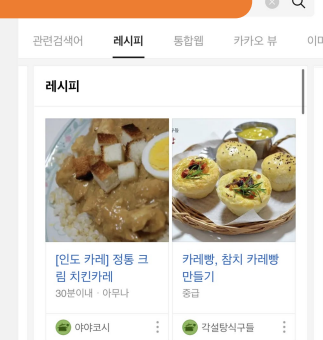 관련검색어 레시피 통합웹 카카오 뷰
레시피
[인도 카레] 정통 크
림 치킨카레
30분이내 · 아무나
야야코시
카레빵, 참치 카레빵
만들기
중급
각설탕식구들